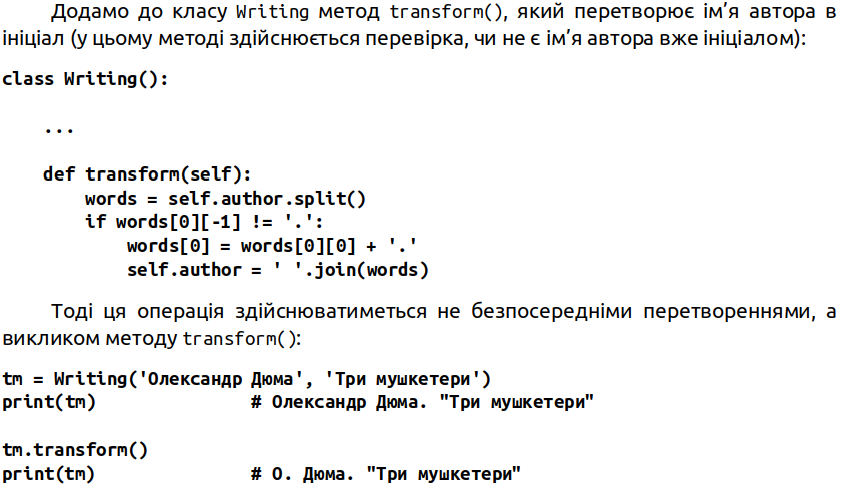 Додамо до класу Writing метод transform(), який перетворює ім’я автора в
ініціал (у цьому методі здійснюється перевірка, чи не є ім’я автора вже ініціалом):
class Writing():
    ...
    def transform(self):
        words = self.author.split()
        if words[0][-1] != '.':
            words[0] = words[0][0] + '.'
            self.author = ' '.join(words)
Тоді ця операція здійснюватиметься не безпосередніми перетвореннями, а
викликом методу transform():
tm = Writing('Олександр Дюма', 'Три мушкетери')
print(tm)               # Олександр Дюма. "Три мушкетери"
tm.transform()
print(tm)               # О. Дюма. "Три мушкетери"